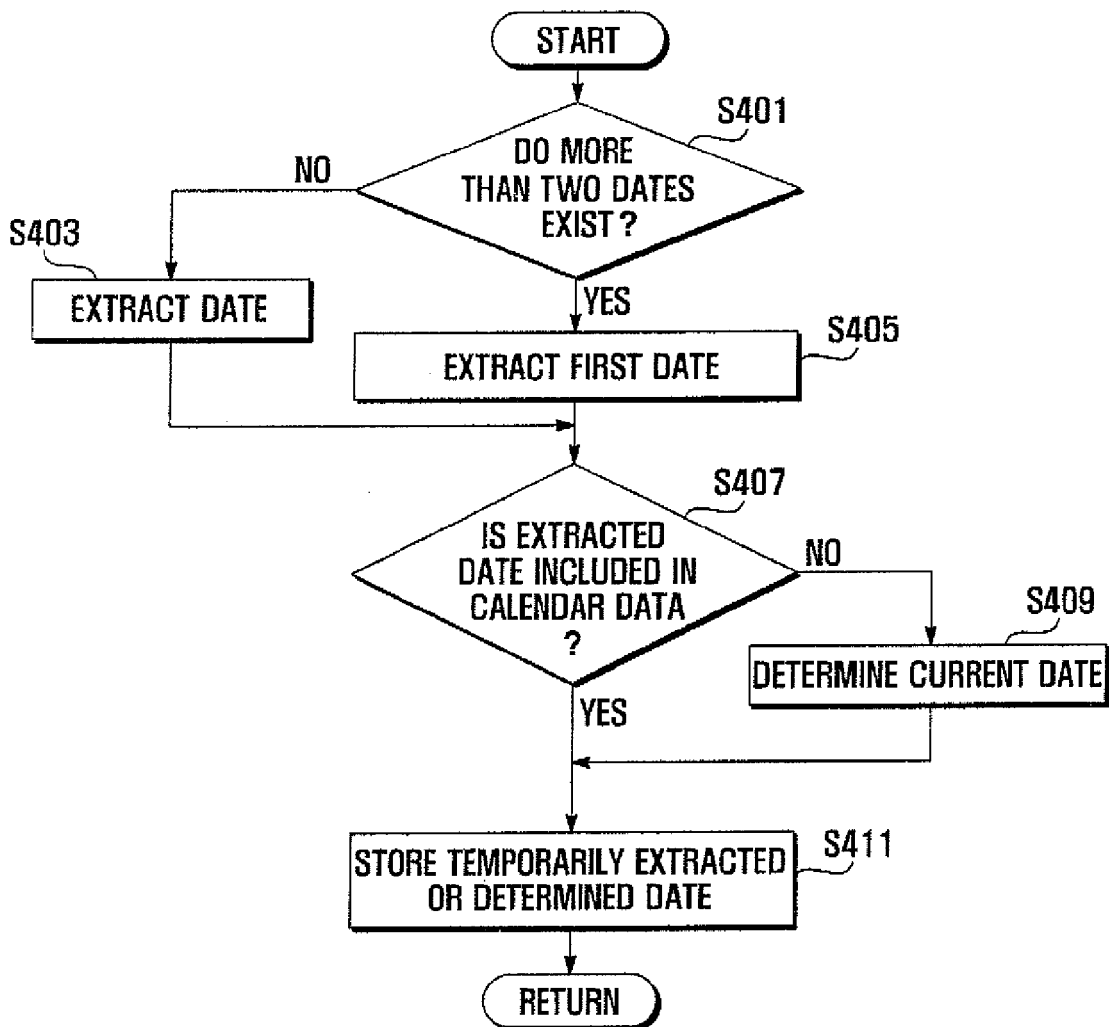 START
S401
DO MORE
THAN TWO DATES
EXIST?
NO
YES
S403
EXTRACT DATE
S405
EXTRACT FIRST DATE
S407
IS EXTRACTED
DATE INCLUDED IN
CALENDAR DATA
?
NO
YES
S409
DETERMINE CURRENT DATE
S411
STORE TEMPORARILY EXTRACTED
OR DETERMINED DATE
RETURN